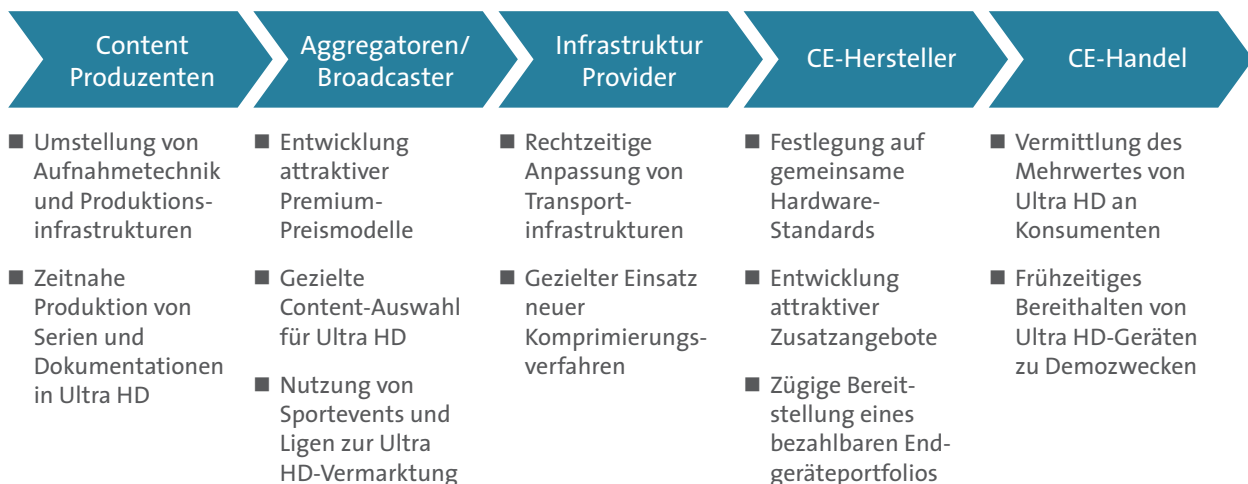 Content
Produzenten
Aggregatoren/
Broadcaster
Infrastruktur
Provider
CE-Hersteller
CE-Handel
■ Umstellung von
Aufnahmetechnik
und Produktions-
infrastrukturen
■ Zeitnahe
Produktion von
Serien und
Dokumentationen
in Ultra HD
■ Entwicklung
attraktiver
Premium-
Preismodelle
■ Gezielte
Content-Auswahl
für Ultra HD
■ Nutzung von
Sportevents und
Ligen zur Ultra
HD-Vermarktung
■ Rechtzeitige
Anpassung von
Transport-
infrastrukturen
■ Gezielter Einsatz
neuer
Komprimierungs-
verfahren
■ Festlegung auf
gemeinsame
Hardware-
Standards
■ Entwicklung
attraktiver
Zusatzangebote
■ Zügige Bereit-
stellung eines
bezahlbaren End-
geräteportfolios
■ Vermittlung des
Mehrwertes von
Ultra HD an
Konsumenten
■ Frühzeitiges
Bereithalten von
Ultra HD-Geräten
zu Demozwecken